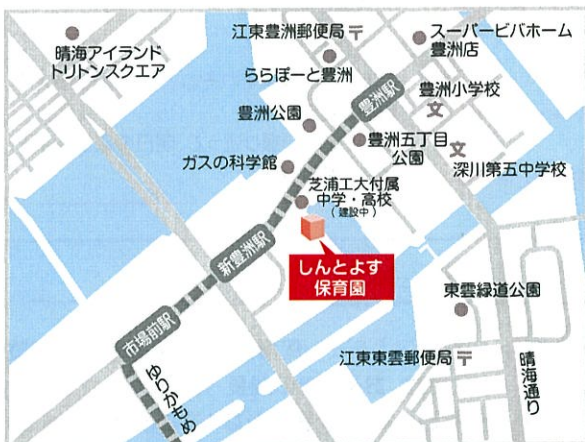 江東豊洲郵便局 〒
スーパービバホーム
豊洲店
晴海アイランド
トリトンスクエア
ららぽーと豊洲
豊洲駅
豊洲小学校
文
豊洲公園
豊洲五丁目
公園
文
深川第五中学校
ガスの科学館
芝浦工大付属
中学・高校
(建設中)
新豊洲駅
しんとよす
保育園
東雲緑道公園
市場前駅
江東東雲郵便局 〒
ゆりかもめ
晴海通り